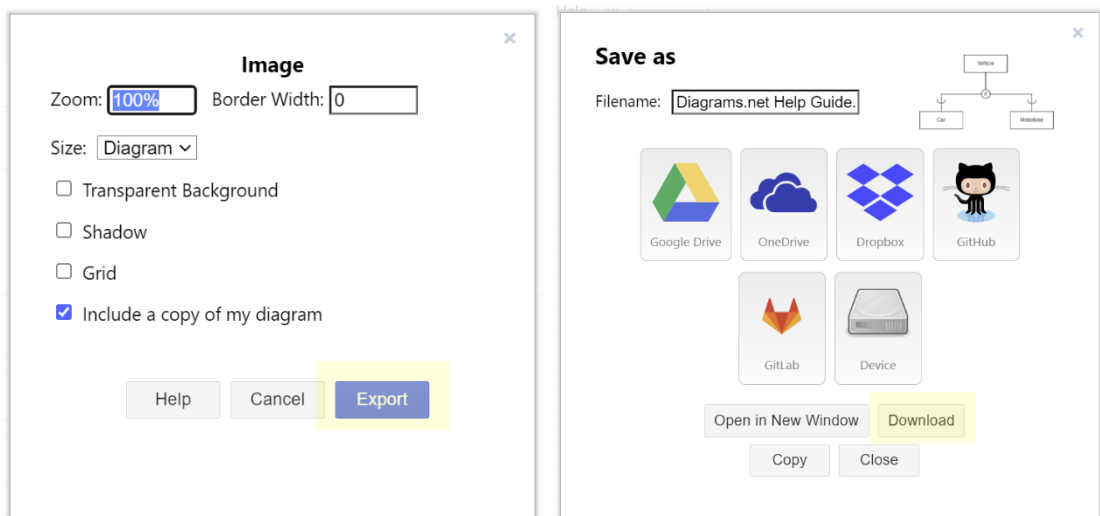 Image
Zoom: 100% Border Width: 0
Size: Diagram
Transparent Background
Shadow
Grid
Include a copy of my diagram
Help Cancel Export
Save as
Filename: Diagrams.net Help Guide.
Vehicle
Car Motorbike
Google Drive OneDrive Dropbox GitHub
GitLab Device
Open in New Window Download
Copy Close